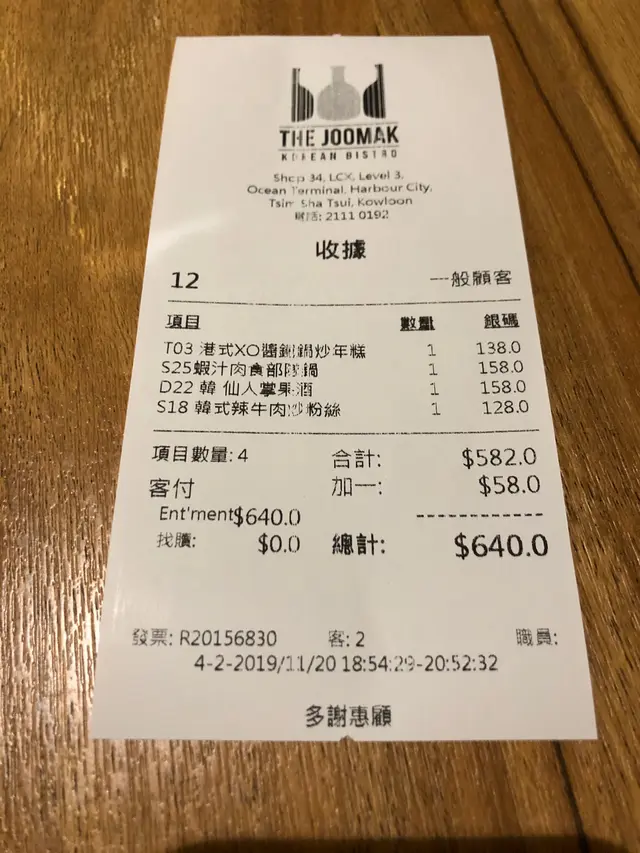 THE JOOMAK
KOREAN BISTRO
Shop 34, LCX, Level 3,
Ocean Terminal, Harbour City,
Tsim Sha Tsui, Kowloon
電話: 2111 0192
收據
12 一般顧客
項目 數量 銀碼
T03 港式XO醬銅鍋炒年糕 1 138.0
S25蝦汁肉食部隊鍋 1 158.0
D22 韓 仙人掌果酒 1 158.0
S18 韓式辣牛肉炒粉絲 1 128.0
項目數量: 4 合計: $582.0
客付 加一: $58.0
Ent'ment$640.0
找贖: $0.0 總計: $640.0
發票: R20156830 客: 2 職員:
4-2-2019/11/20 18:54:29-20:52:32
多謝惠顧